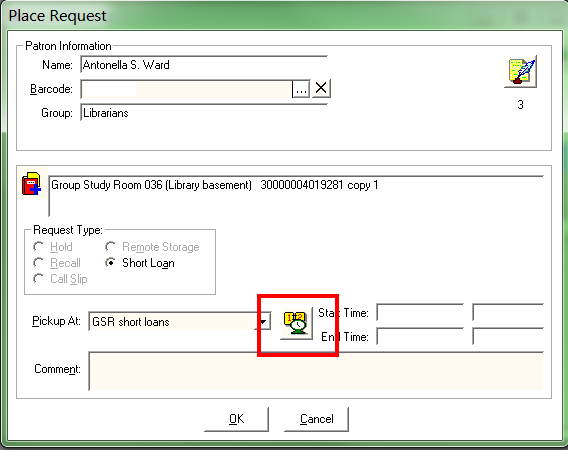 Place Request
Patron Information
Name: Antonella S. Ward
Barcode: ...
Group: Librarians
3
Group Study Room 036 (Library basement) 30000004019281 copy 1
Request Type:
Hold Remote Storage
Recall Short Loan
Call Slip
Pickup At: GSR short loans
Start Time:
End Time:
Comment:
OK Cancel